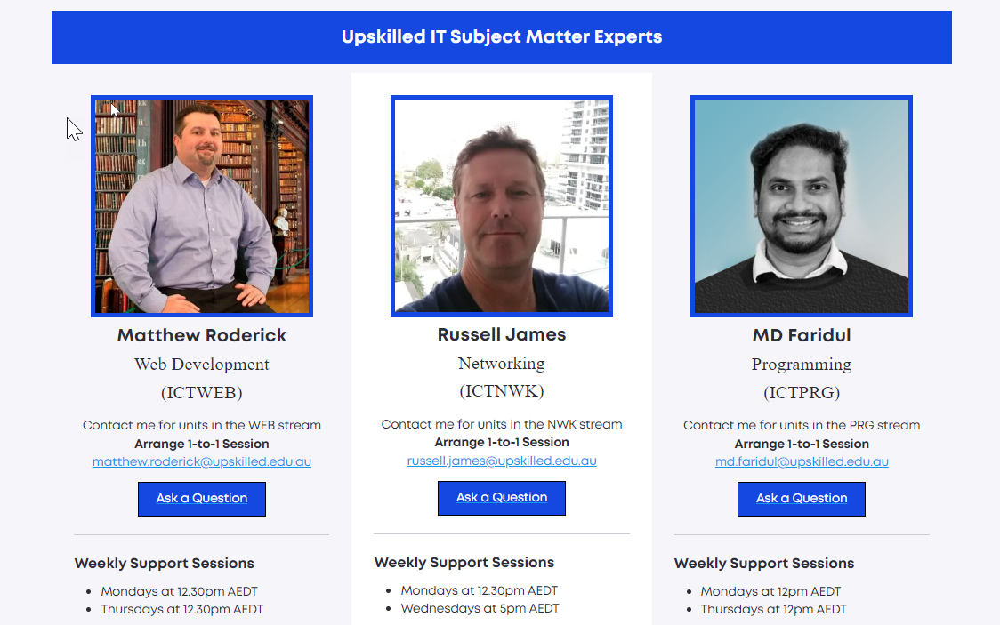 Upskilled IT Subject Matter Experts
Matthew Roderick
Web Development
(ICTWEB)
Contact me for units in the WEB stream
Arrange 1-to-1 Session
matthew.roderick@upskilled.edu.au
Ask a Question
Weekly Support Sessions
Mondays at 12.30pm AEDT
Thursdays at 12.30pm AEDT
Russell James
Networking
(ICTNWK)
Contact me for units in the NWK stream
Arrange 1-to-1 Session
russell.james@upskilled.edu.au
Ask a Question
Weekly Support Sessions
Mondays at 12.30pm AEDT
Wednesdays at 5pm AEDT
MD Faridul
Programming
(ICTPRG)
Contact me for units in the PRG stream
Arrange 1-to-1 Session
md.faridul@upskilled.edu.au
Ask a Question
Weekly Support Sessions
Mondays at 12pm AEDT
Thursdays at 12pm AEDT